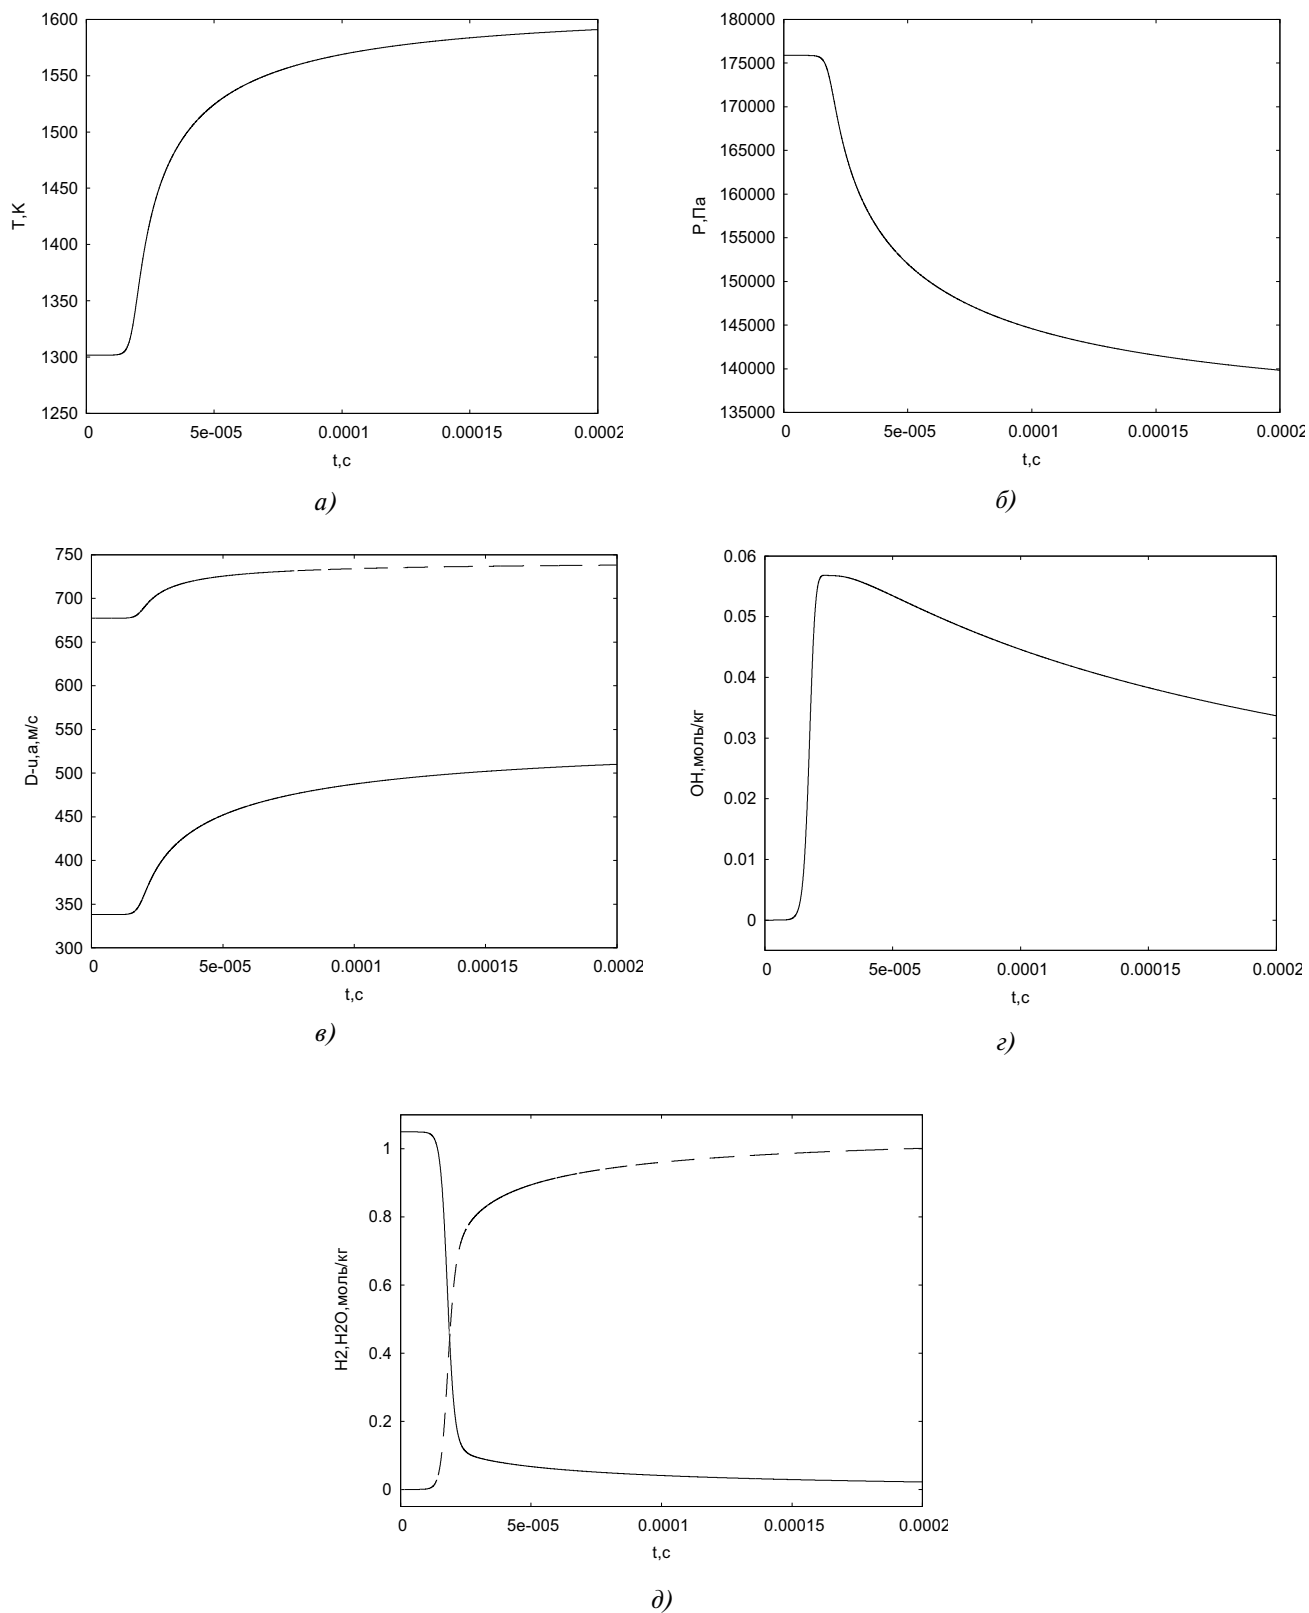 1600
1550
1500
1450
1400
1350
1300
1250
T,K
0 5e-005 0.0001 0.00015 0.0002
t,c
а)
180000
175000
170000
165000
160000
155000
150000
145000
140000
135000
P,Па
0 5e-005 0.0001 0.00015 0.0002
t,c
б)
750
700
650
600
550
500
450
400
350
300
D-u,a,м/с
0 5e-005 0.0001 0.00015 0.0002
t,c
в)
0.06
0.05
0.04
0.03
0.02
0.01
0
OH,моль/кг
0 5e-005 0.0001 0.00015 0.0002
t,c
г)
1
0.8
0.6
0.4
0.2
0
H2,H2O,моль/кг
0 5e-005 0.0001 0.00015 0.0002
t,c
д)